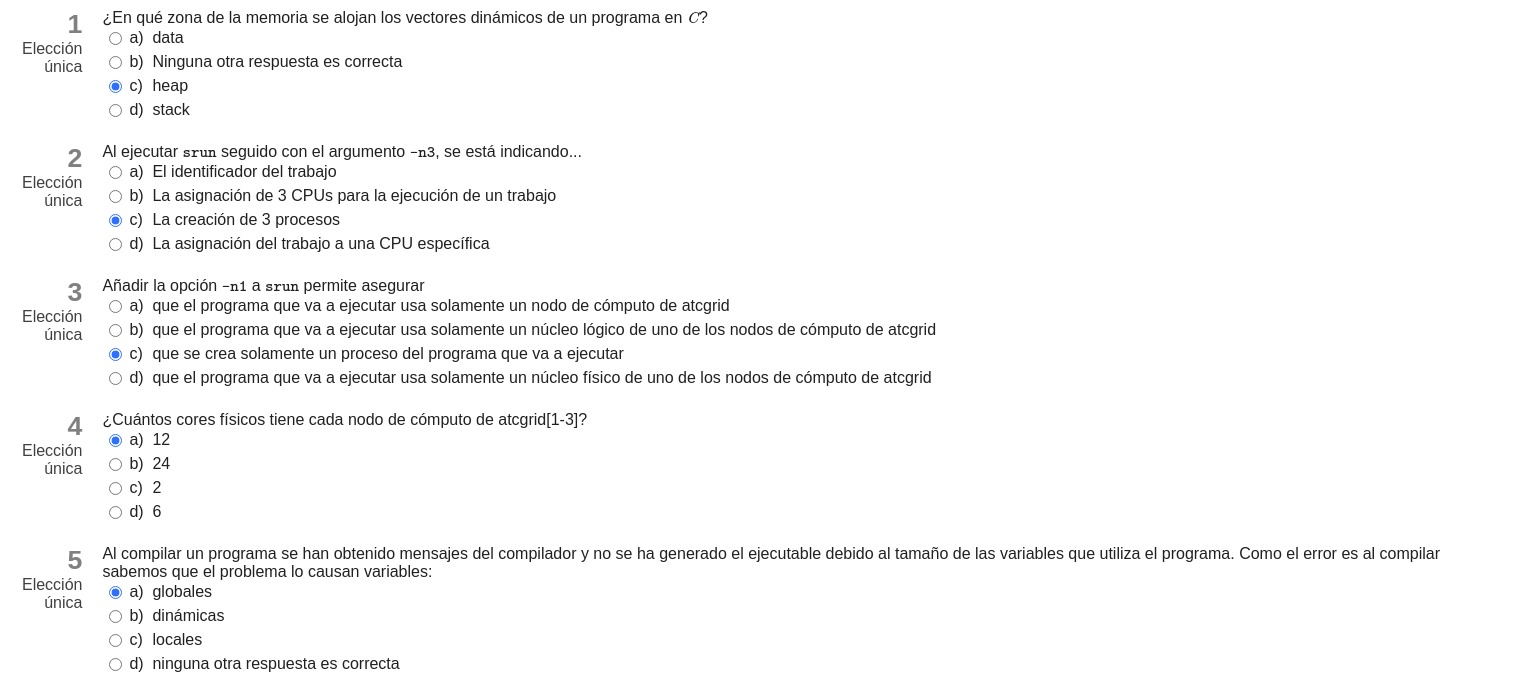 1
Elección
única
¿En qué zona de la memoria se alojan los vectores dinámicos de un programa en C?
a) data
b) Ninguna otra respuesta es correcta
c) heap
d) stack
2
Elección
única
Al ejecutar srun seguido con el argumento -n3, se está indicando...
a) El identificador del trabajo
b) La asignación de 3 CPUs para la ejecución de un trabajo
c) La creación de 3 procesos
d) La asignación del trabajo a una CPU específica
3
Elección
única
Añadir la opción -n1 a srun permite asegurar
a) que el programa que va a ejecutar usa solamente un nodo de cómputo de atcgrid
b) que el programa que va a ejecutar usa solamente un núcleo lógico de uno de los nodos de cómputo de atcgrid
c) que se crea solamente un proceso del programa que va a ejecutar
d) que el programa que va a ejecutar usa solamente un núcleo físico de uno de los nodos de cómputo de atcgrid
4
Elección
única
¿Cuántos cores físicos tiene cada nodo de cómputo de atcgrid[1-3]?
a) 12
b) 24
c) 2
d) 6
5
Elección
única
Al compilar un programa se han obtenido mensajes del compilador y no se ha generado el ejecutable debido al tamaño de las variables que utiliza el programa. Como el error es al compilar
sabemos que el problema lo causan variables:
a) globales
b) dinámicas
c) locales
d) ninguna otra respuesta es correcta